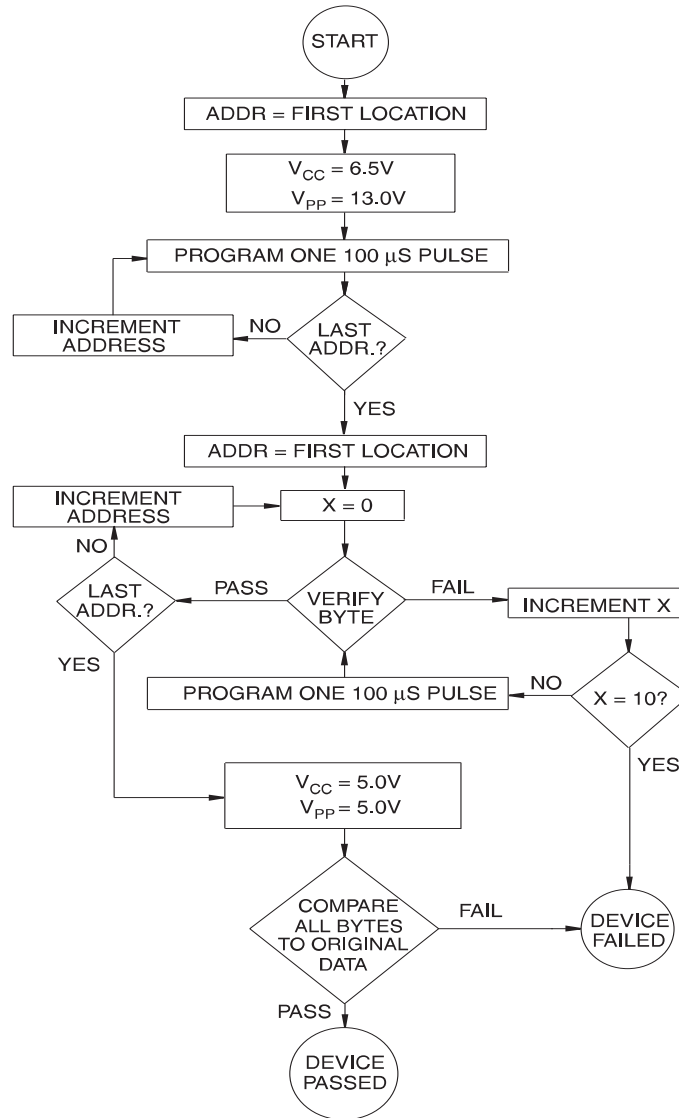 START
ADDR = FIRST LOCATION
VCC = 6.5V
VPP = 13.0V
PROGRAM ONE 100 µS PULSE
INCREMENT
ADDRESS
NO
LAST
ADDR.?
YES
ADDR = FIRST LOCATION
INCREMENT
ADDRESS
X = 0
NO
LAST
ADDR.?
PASS
VERIFY
BYTE
FAIL
INCREMENT X
YES
PROGRAM ONE 100 µS PULSE
NO
X = 10?
YES
VCC = 5.0V
VPP = 5.0V
COMPARE
ALL BYTES
TO ORIGINAL
DATA
FAIL
DEVICE
FAILED
PASS
DEVICE
PASSED